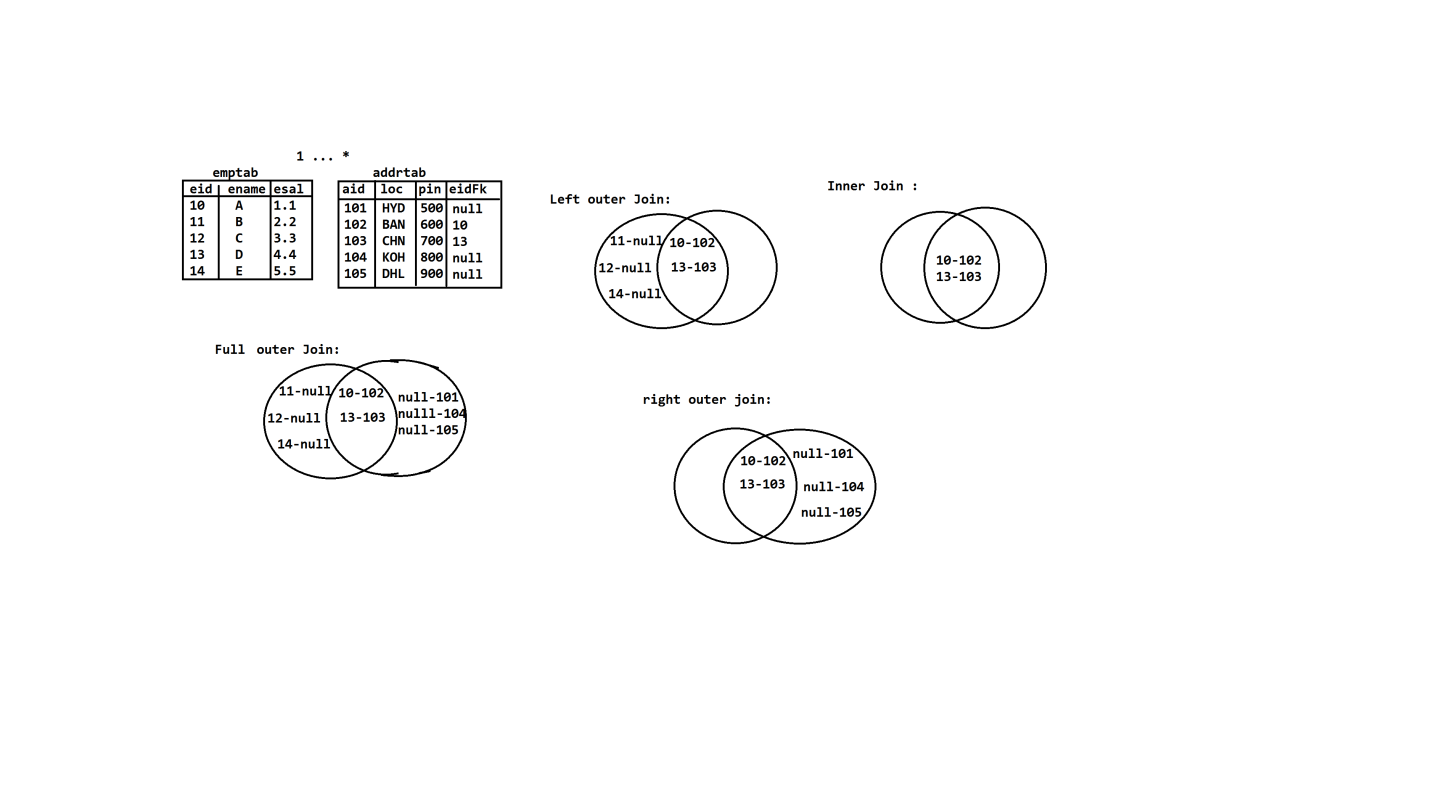 1 ... *
emptab
eid ename esal
10 A 1.1
11 B 2.2
12 C 3.3
13 D 4.4
14 E 5.5
addrtab
aid loc pin eidFk
101 HYD 500 null
102 BAN 600 10
103 CHN 700 13
104 KOH 800 null
105 DHL 900 null
Left outer Join:
11-null 10-102
12-null 13-103
14-null
Inner Join :
10-102
13-103
Full outer Join:
11-null 10-102 null-101
12-null 13-103 nulll-104
14-null null-105
right outer join:
10-102 null-101
13-103 null-104
null-105